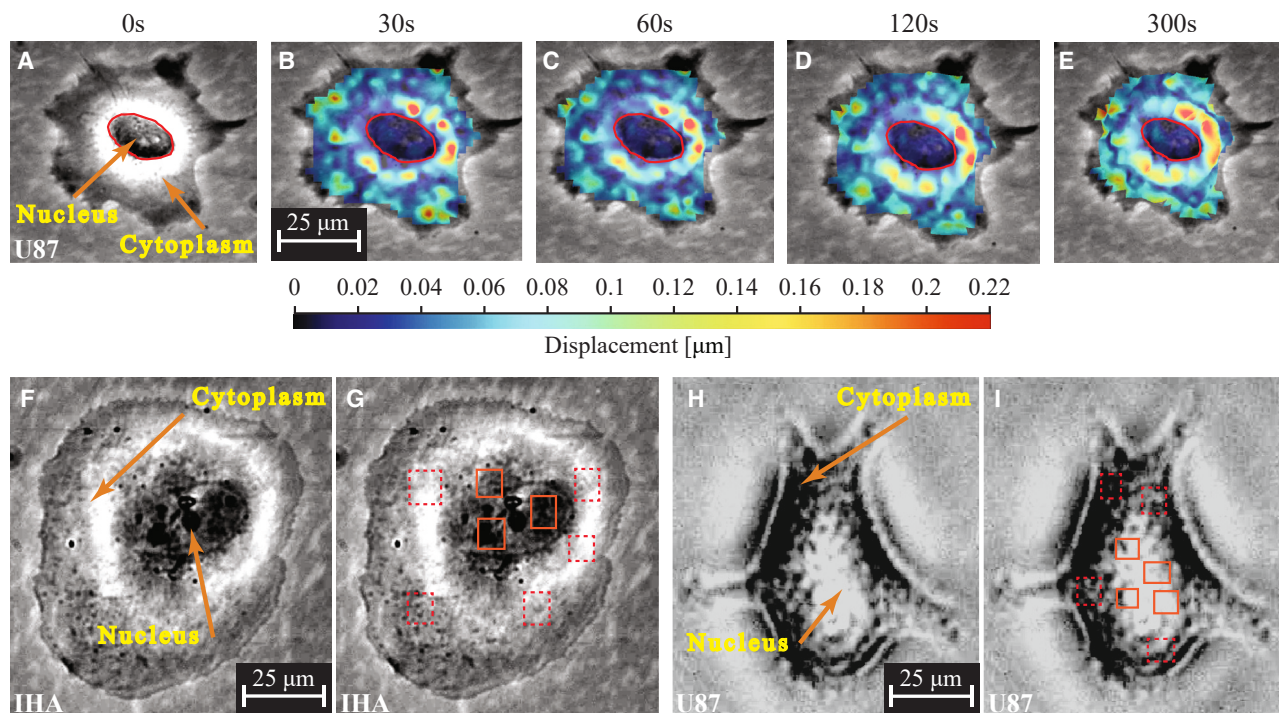 0s 30s 60s 120s 300s
A B C D E
Nucleus
Cytoplasm
U87
25 μm
0 0.02 0.04 0.06 0.08 0.1 0.12 0.14 0.16 0.18 0.2 0.22
Displacement [μm]
F G H I
Cytoplasm Cytoplasm
Nucleus Nucleus
25 μm 25 μm
IHA IHA U87 U87